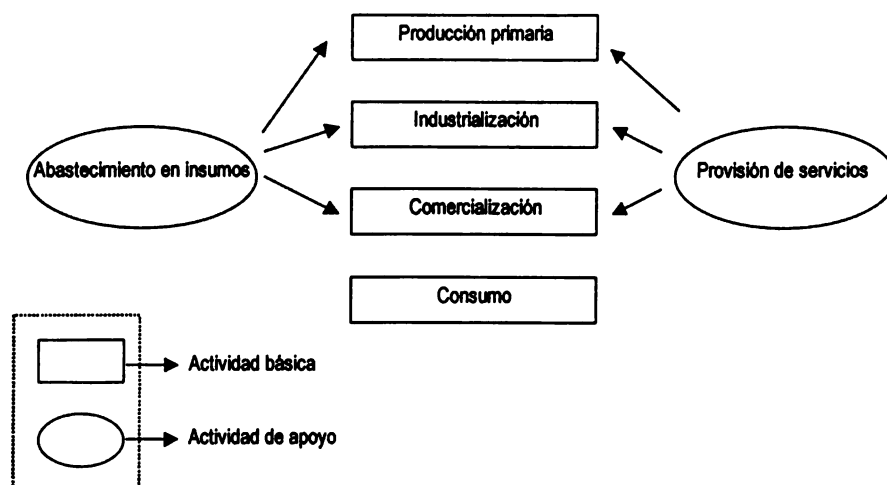 Producción primaria
Industrialización
Abastecimiento en insumos
Provisión de servicios
Comercialización
Consumo
Actividad básica
Actividad de apoyo